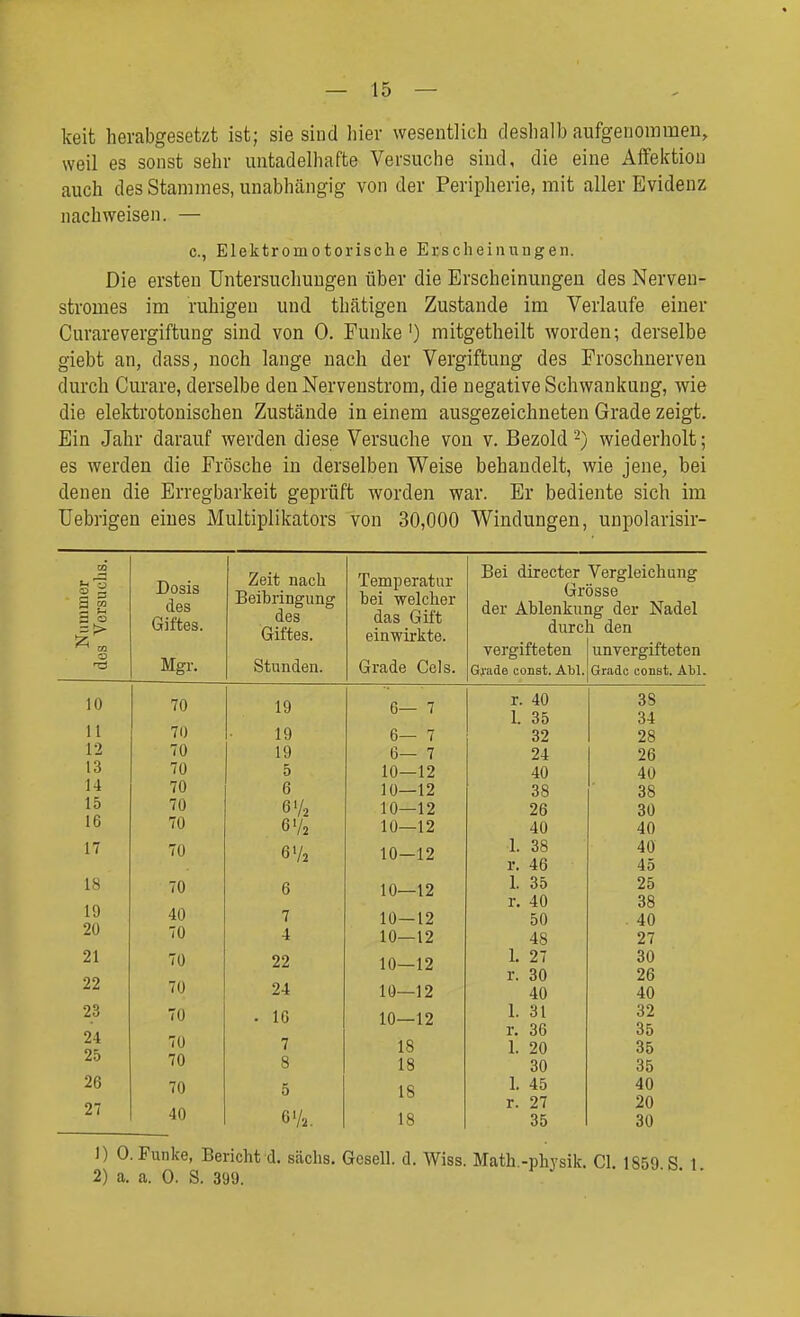 — 15 —
keit herabgesetzt ist; sie sind hier wesentlich deshalb aufgenommen,
weil es sonst sehr untadelhafte Versuche sind, die eine Affektion
auch des Stammes, unabhängig von der Peripherie, mit aller Evidenz
nachweisen. —
c., Elektromotorische Erscheinungen.
Die ersten Untersuchungen über die Erscheinungen des Nerven-
stromes im ruhigen und thätigen Zustande im Verlaufe einer
Curarevergiftung sind von O. Funke ¹) mitgetheilt worden; derselbe
giebt an, dass, noch lange nach der Vergiftung des Froschnerven
durch Curare, derselbe den Nervenstrom, die negative Schwankung, wie
die elektrotonischen Zustände in einem ausgezeichneten Grade zeigt.
Ein Jahr darauf werden diese Versuche von v. Bezold ²) wiederholt;
es werden die Frösche in derselben Weise behandelt, wie jene, bei
denen die Erregbarkeit geprüft worden war. Er bediente sich im
Uebrigen eines Multiplikators von 30,000 Windungen, unpolarisir-
Nummer des Versuchs. | Dosis des Giftes. Mgr. | Zeit nach Beibringung des Giftes. Stunden. | Temperatur bei welcher das Gift einwirkte. Grade Cels. | Bei directer Vergleichung Grösse der Ablenkung der Nadel durch den vergifteten Grade const. Abl. | unvergifteten Grade const. Abl.
10 | 70 | 19 | 6— 7 | r. 40 | 38
l. 35 | 34
11 | 70 | 19 | 6— 7 | 32 | 28
12 | 70 | 19 | 6— 7 | 24 | 26
13 | 70 | 5 | 10—12 | 40 | 40
14 | 70 | 6 | 10—12 | 38 | 38
15 | 70 | 6½ | 10—12 | 26 | 30
16 | 70 | 6½ | 10—12 | 40 | 40
17 | 70 | 6½ | 10—12 | l. 38 | 40
r. 46 | 45
18 | 70 | 6 | 10—12 | l. 35 | 25
r. 40 | 38
19 | 40 | 7 | 10—12 | 50 | 40
20 | 70 | 4 | 10—12 | 48 | 27
21 | 70 | 22 | 10—12 | l. 27 | 30
r. 30 | 26
22 | 70 | 24 | 10—12 | 40 | 40
23 | 70 | 16 | 10—12 | l. 31 | 32
r. 36 | 35
24 | 70 | 7 | 18 | l. 20 | 35
25 | 70 | 8 | 18 | 30 | 35
26 | 70 | 5 | 18 | l. 45 | 40
r. 27 | 20
27 | 40 | 6½. | 18 | 35 | 30
1) O. Funke, Bericht d. sächs. Gesell. d. Wiss. Math.-physik. Cl. 1859. S. 1.
2) a. a. O. S. 399.